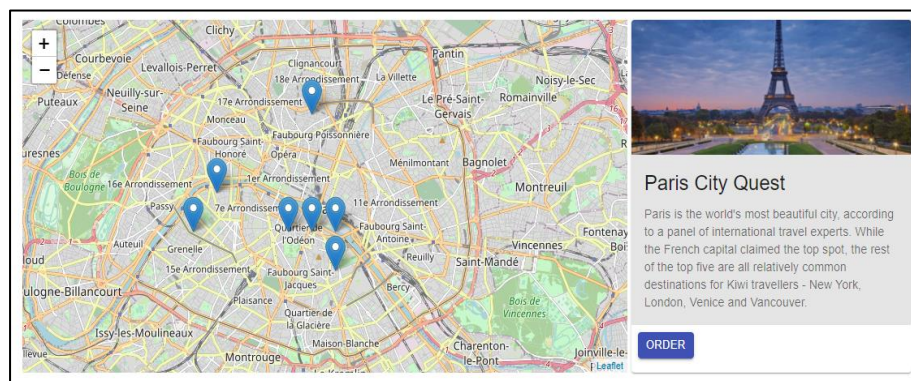 Colombes
Clichy
+
−
Courbevoie
Levallois-Perret
Clignancourt
Pantin
Défense
18e Arrondissement
La Villette
Noisy-le-Sec
Puteaux
Neuilly-sur-
Seine
17e Arrondissement
Le Pré-Saint-
Gervais
Romainville
Monceau
Faubourg Poissonnière
uresnes
Faubourg Saint-
Honoré
Opéra
Ménilmontant
Bagnolet
Bois de
Boulogne
16e Arrondissement
1er Arrondissement
Montreuil
Passy
7e Arrondissement
11e Arrondissement
Quartier de
l'Odéon
Faubourg Saint-
Antoine
Fontenay
Auteuil
Grenelle
Reuilly
Vincennes
15e Arrondissement
Faubourg Saint-
Jacques
Saint-Mandé
Bercy
ulogne-Billancourt
Plaisance
Bois de
Vincennes
Quartier de
la Glacière
Issy-les-Moulineaux
Maison-Blanche
Charenton-
le-Pont
Joinville-le-
Montrouge
Leaflet
Paris City Quest
Paris is the world's most beautiful city, according
to a panel of international travel experts. While
the French capital claimed the top spot, the rest
of the top five are all relatively common
destinations for Kiwi travellers - New York,
London, Venice and Vancouver.
ORDER